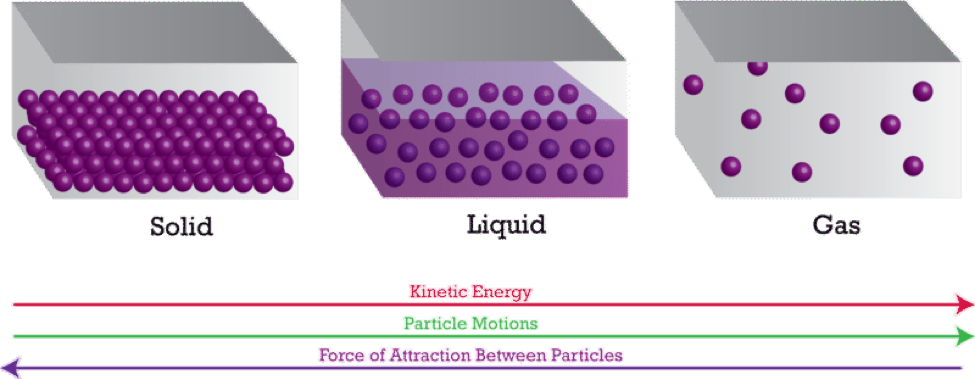 Solid
Liquid
Gas
Kinetic Energy
Particle Motions
Force of Attraction Between Particles